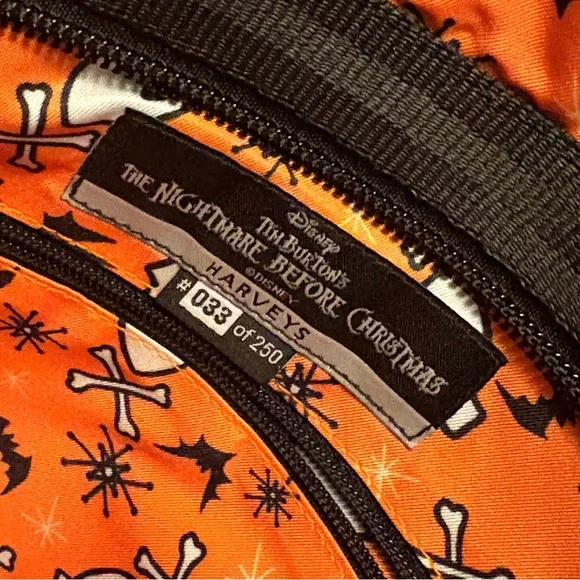 Disney
Tim Burton's
The Nightmare Before Christmas
©DISNEY
HARVEYS
# 033 of 250